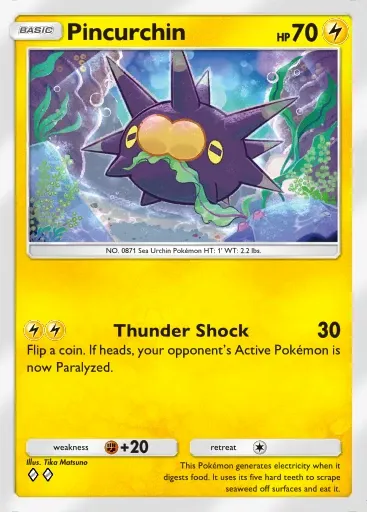 BASIC Pincurchin HP 70
NO. 0871 Sea Urchin Pokémon HT: 1' WT: 2.2 lbs.
Thunder Shock 30
Flip a coin. If heads, your opponent's Active Pokémon is
now Paralyzed.
weakness +20 retreat
Illus. Tika Matsuno
This Pokémon generates electricity when it
digests food. It uses its five hard teeth to scrape
seaweed off surfaces and eat it.